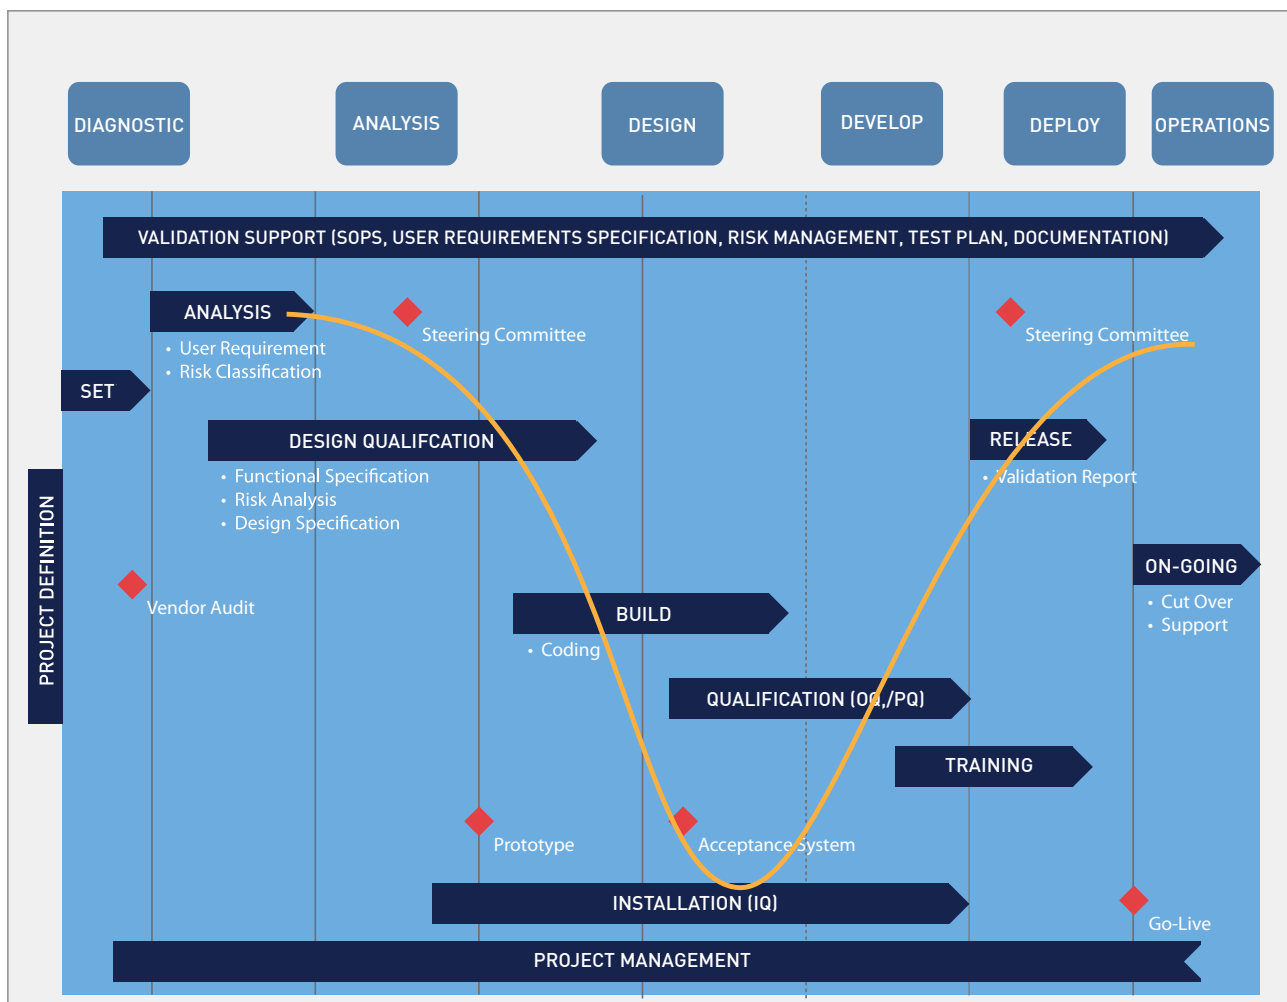 DIAGNOSTIC
ANALYSIS
DESIGN
DEVELOP
DEPLOY
OPERATIONS
VALIDATION SUPPORT (SOPS, USER REQUIREMENTS SPECIFICATION, RISK MANAGEMENT, TEST PLAN, DOCUMENTATION)
ANALYSIS
• User Requirement
• Risk Classification
Steering Committee
Steering Committee
SET
DESIGN QUALIFCATION
• Functional Specification
• Risk Analysis
• Design Specification
RELEASE
• Validation Report
PROJECT DEFINITION
Vendor Audit
ON-GOING
• Cut Over
• Support
BUILD
• Coding
QUALIFICATION (OQ,/PQ)
TRAINING
Prototype
Acceptance System
INSTALLATION (IQ)
Go-Live
PROJECT MANAGEMENT